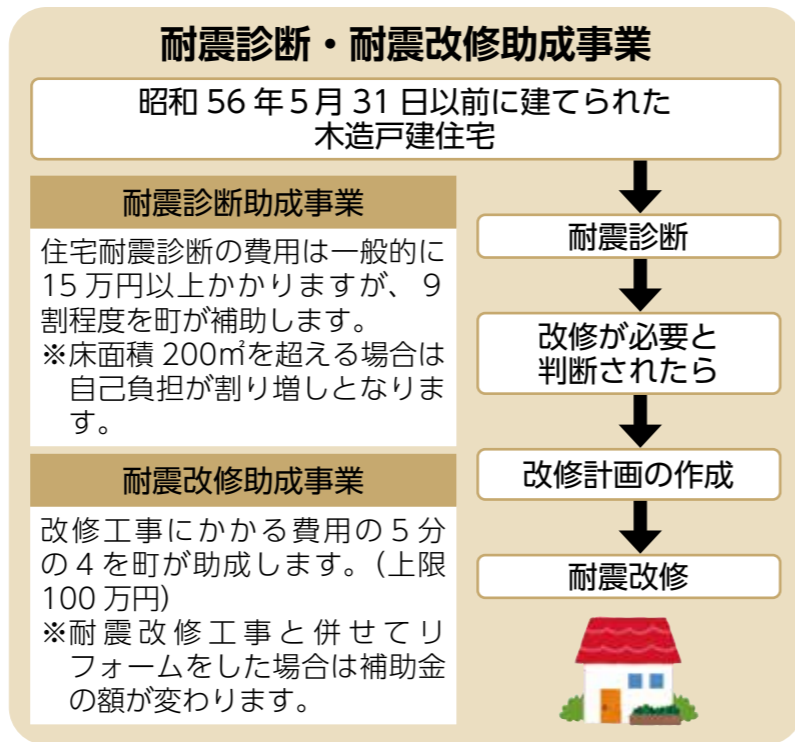 耐震診断・耐震改修助成事業
昭和 56 年５月 31 日以前に建てられた
木造戸建住宅
耐震診断助成事業
住宅耐震診断の費用は一般的に
15 万円以上かかりますが、９
割程度を町が補助します。
※床面積 200㎡を超える場合は
自己負担が割り増しとなりま
す。
耐震改修助成事業
改修工事にかかる費用の５分
の４を町が助成します。（上限
100 万円）
※耐震改修工事と併せてリ
フォームをした場合は補助金
の額が変わります。
耐震診断
改修が必要と
判断されたら
改修計画の作成
耐震改修